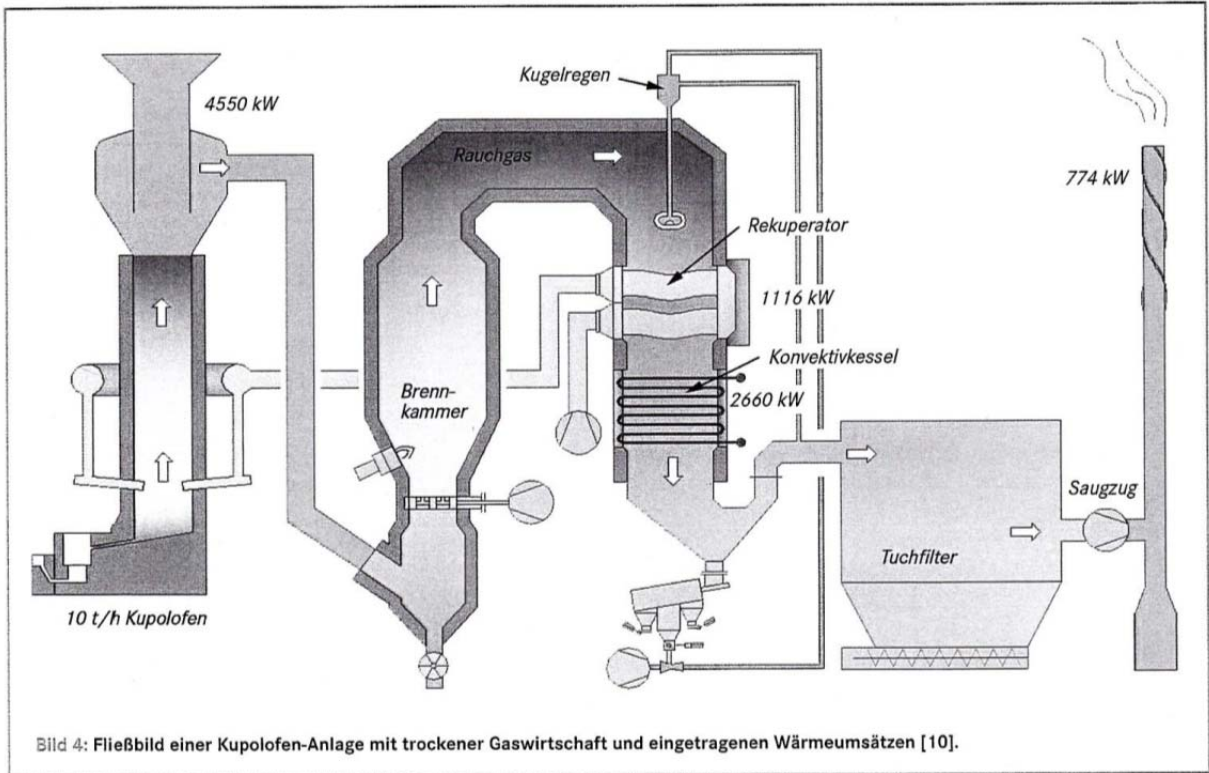 Kugelregen
4550 kW
Rauchgas
774 kW
Rekuperator
1116 kW
Konvektivkessel
Brenn-
kammer
2660 kW
Saugzug
Tuchfilter
10 t/h Kupolofen
Bild 4: Fließbild einer Kupolofen-Anlage mit trockener Gaswirtschaft und eingetragenen Wärmeumsätzen [10].